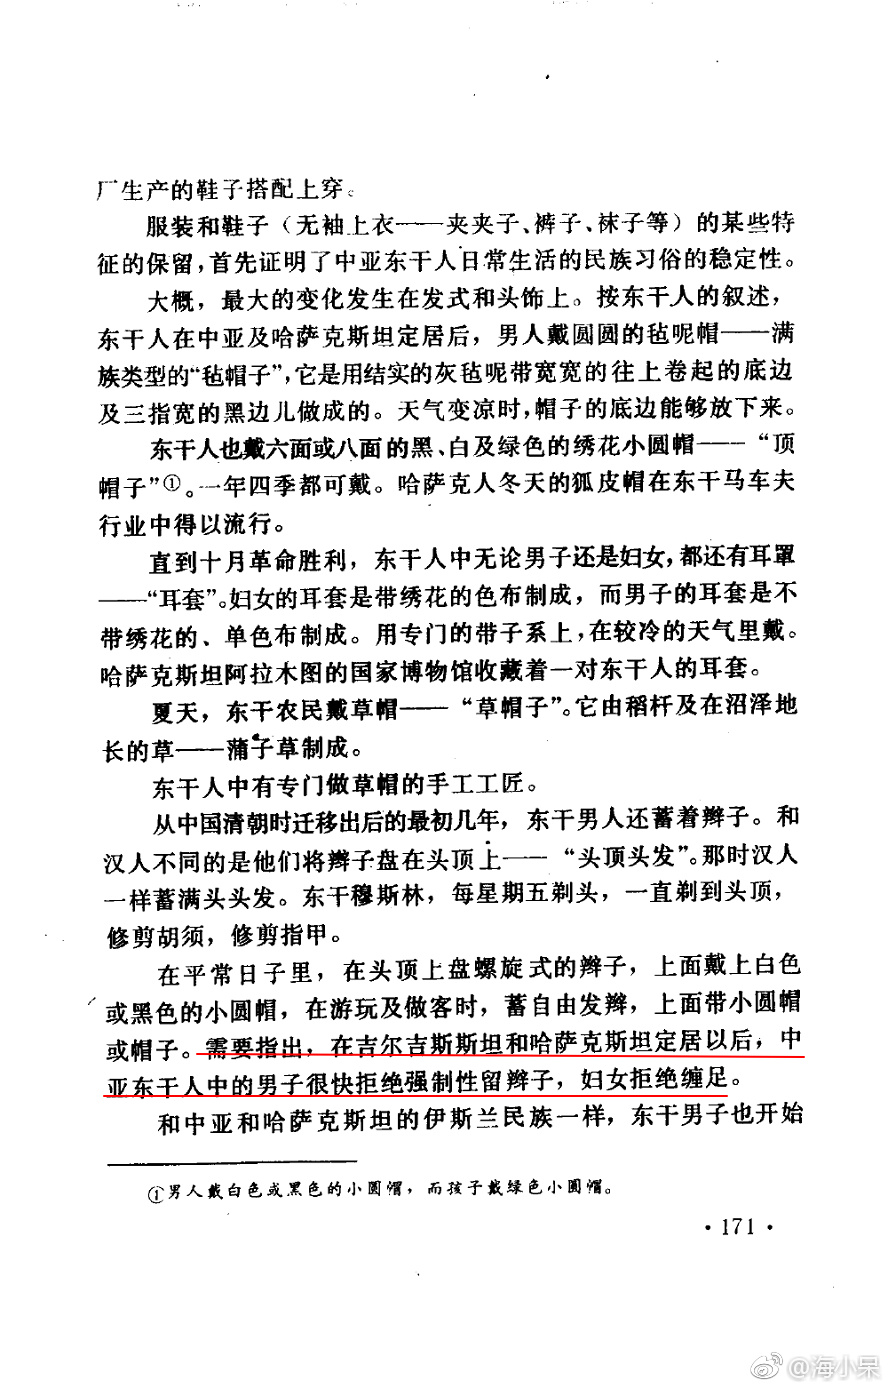 厂生产的鞋子搭配上穿。
服装和鞋子（无袖上衣——夹夹子、裤子、袜子等）的某些特
征的保留，首先证明了中亚东干人日常生活的民族习俗的稳定性。
大概，最大的变化发生在发式和头饰上。按东干人的叙述，
东干人在中亚及哈萨克斯坦定居后，男人戴圆圆的毡呢帽——满
族类型的“毡帽子”，它是用结实的灰毡呢带宽宽的往上卷起的底边
及三指宽的黑边儿做成的。天气变凉时，帽子的底边能够放下来。
东干人也戴六面或八面的黑、白及绿色的绣花小圆帽——“顶
帽子”①。一年四季都可戴。哈萨克人冬天的狐皮帽在东干马车夫
行业中得以流行。
直到十月革命胜利，东干人中无论男子还是妇女，都还有耳罩
——“耳套”。妇女的耳套是带绣花的色布制成，而男子的耳套是不
带绣花的、单色布制成。用专门的带子系上，在较冷的天气里戴。
哈萨克斯坦阿拉木图的国家博物馆收藏着一对东干人的耳套。
夏天，东干农民戴草帽——“草帽子”。它由稻杆及在沼泽地
长的草——蒲子草制成。
东干人中有专门做草帽的手工工匠。
从中国清朝时迁移出后的最初几年，东干男人还蓄着辫子。和
汉人不同的是他们将辫子盘在头顶上——“头顶头发”。那时汉人
一样蓄满头头发。东干穆斯林，每星期五剃头，一直剃到头顶，
修剪胡须，修剪指甲。
在平常日子里，在头顶上盘螺旋式的辫子，上面戴上白色
或黑色的小圆帽，在游玩及做客时，蓄自由发辫，上面带小圆帽
或帽子。需要指出，在吉尔吉斯斯坦和哈萨克斯坦定居以后，中
亚东干人中的男子很快拒绝强制性留辫子，妇女拒绝缠足。
和中亚和哈萨克斯坦的伊斯兰民族一样，东干男子也开始
①男人戴白色或黑色的小圆帽，而孩子戴绿色小圆帽。
·171·
@海小呆